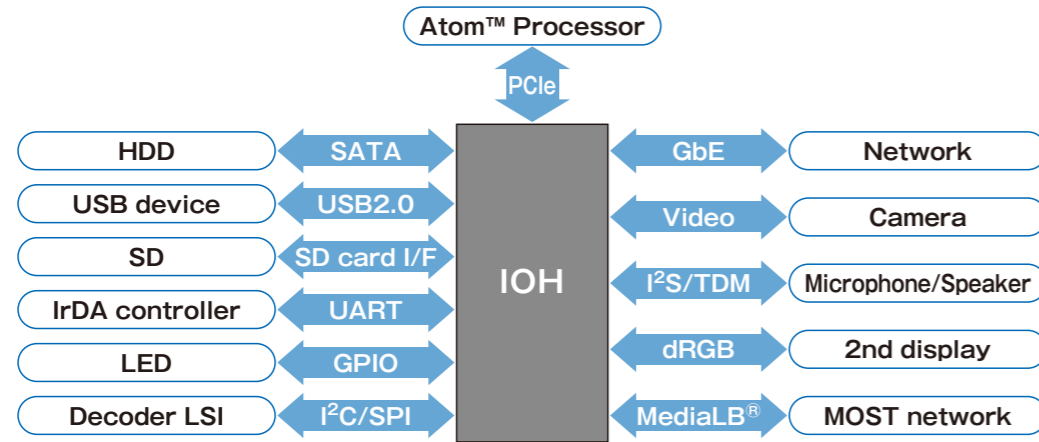 Atom™ Processor
PCIe
HDD
SATA
USB device
USB2.0
SD
SD card I/F
IrDA controller
UART
LED
GPIO
Decoder LSI
I²C/SPI
IOH
GbE
Network
Video
Camera
I²S/TDM
Microphone/Speaker
dRGB
2nd display
MediaLB®
MOST network